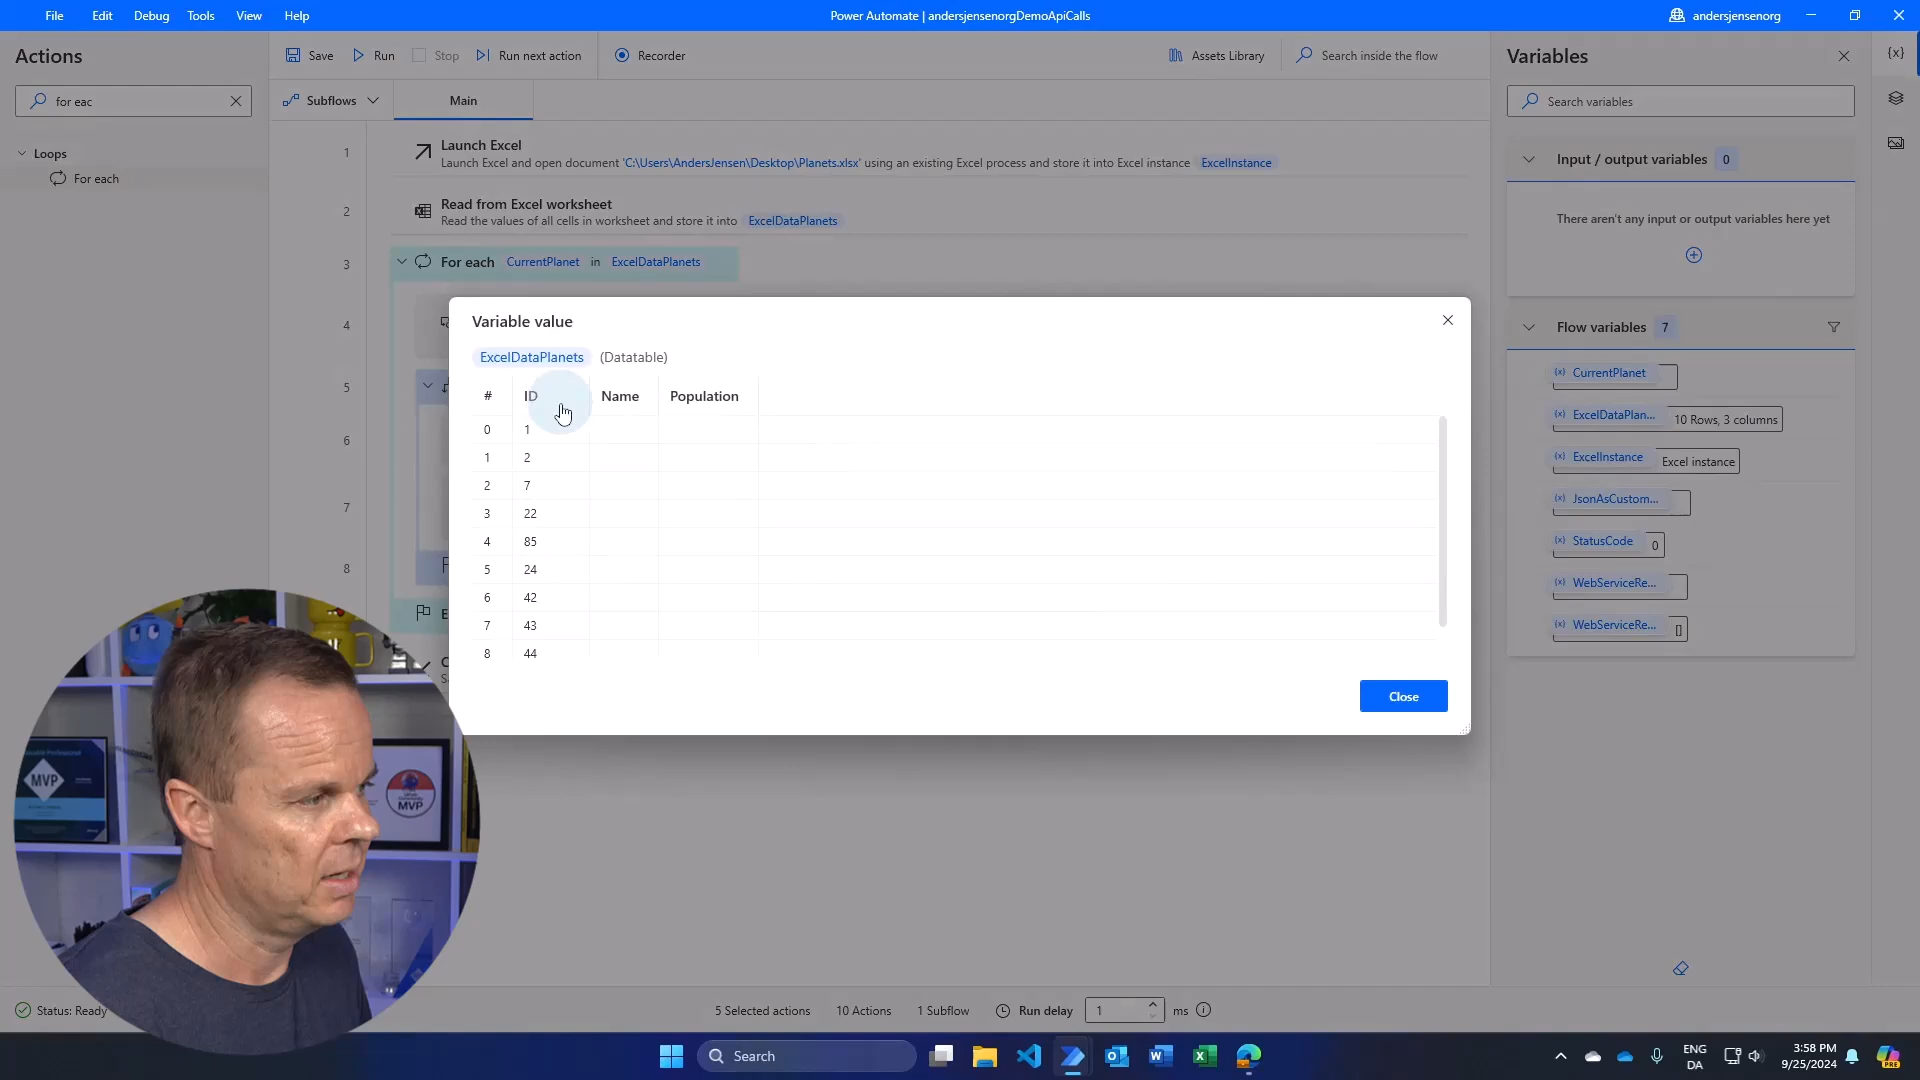 File Edit Debug Tools View Help
Power Automate | andersjensenorgDemoApiCalls
andersjensenorg
Actions
for eac
Loops
For each
Save Run Stop Run next action Recorder
Assets Library Search inside the flow
Subflows Main
1
Launch Excel
Launch Excel and open document 'C:\Users\AndersJensen\Desktop\Planets.xlsx' using an existing Excel process and store it into Excel instance ExcelInstance
2
Read from Excel worksheet
Read the values of all cells in worksheet and store it into ExcelDataPlanets
3
For each CurrentPlanet in ExcelDataPlanets
4
5
6
7
8
Variable value
ExcelDataPlanets (Datatable)
# ID Name Population
0 1
1 2
2 7
3 22
4 85
5 24
6 42
7 43
8 44
Close
Variables
{x}
Search variables
Input / output variables 0
There aren't any input or output variables here yet
Flow variables 7
(x) CurrentPlanet
(x) ExcelDataPlan... 10 Rows, 3 columns
(x) ExcelInstance Excel instance
(x) JsonAsCustom...
(x) StatusCode 0
(x) WebServiceRe...
(x) WebServiceRe... []
MVP
MVP
Status: Ready
5 Selected actions 10 Actions 1 Subflow Run delay 1 ms
Search
ENG
DA
3:58 PM
9/25/2024